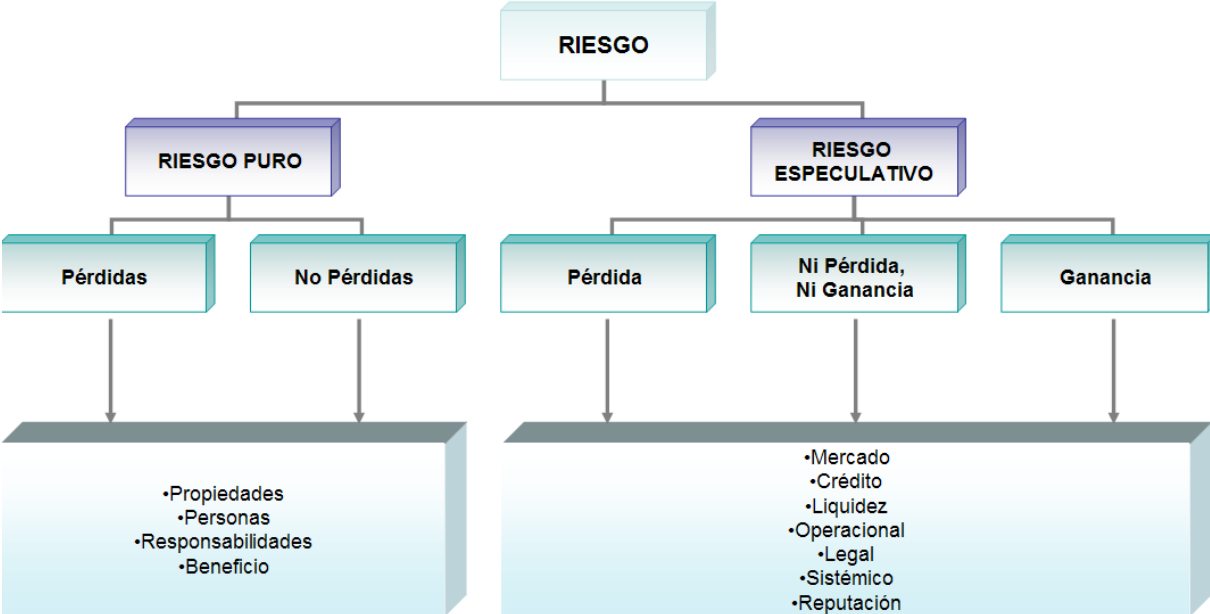 RIESGO
RIESGO PURO
RIESGO
ESPECULATIVO
Pérdidas
No Pérdidas
Pérdida
Ni Pérdida,
Ni Ganancia
Ganancia
•Propiedades
•Personas
•Responsabilidades
•Beneficio
•Mercado
•Crédito
•Liquidez
•Operacional
•Legal
•Sistémico
•Reputación